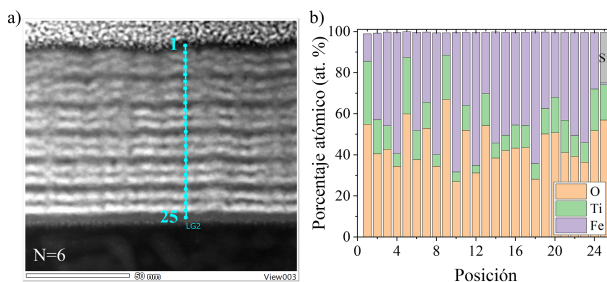 a)
1
25
LG2
N=6
50 nm
View003
b)
Porcentaje atómico (at. %)
100
80
60
40
20
0
0
4
8
12
16
20
24
Posición
S
O
Ti
Fe